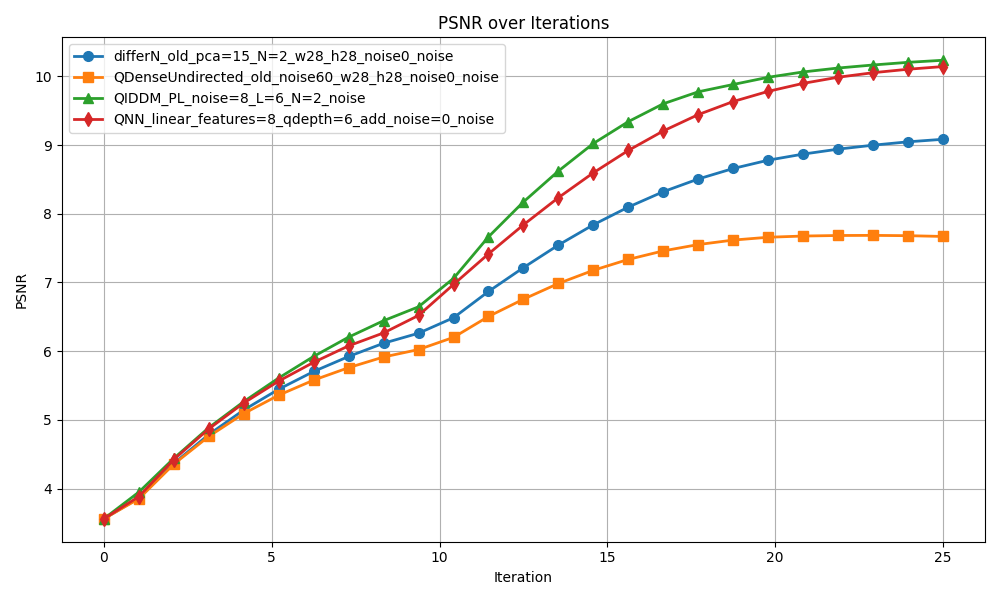 PSNR over Iterations
differN_old_pca=15_N=2_w28_h28_noise0_noise
QDenseUndirected_old_noise60_w28_h28_noise0_noise
QIDDM_PL_noise=8_L=6_N=2_noise
QNN_linear_features=8_qdepth=6_add_noise=0_noise
PSNR
10
9
8
7
6
5
4
0 5 10 15 20 25
Iteration